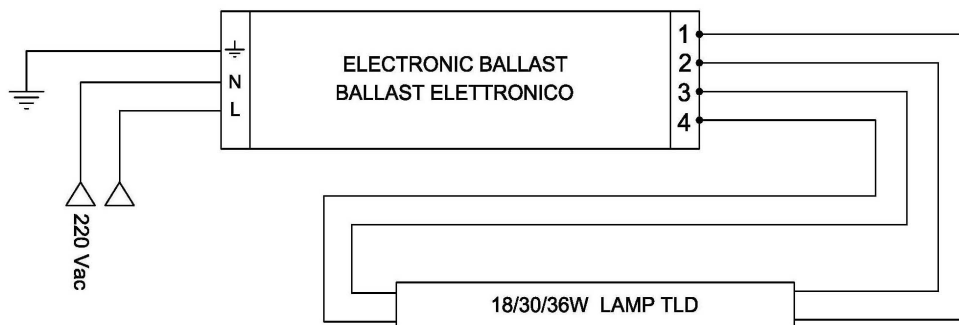 ELECTRONIC BALLAST
BALLAST ELETTRONICO
N
L
1
2
3
4
220 Vac
18/30/36W LAMP TLD